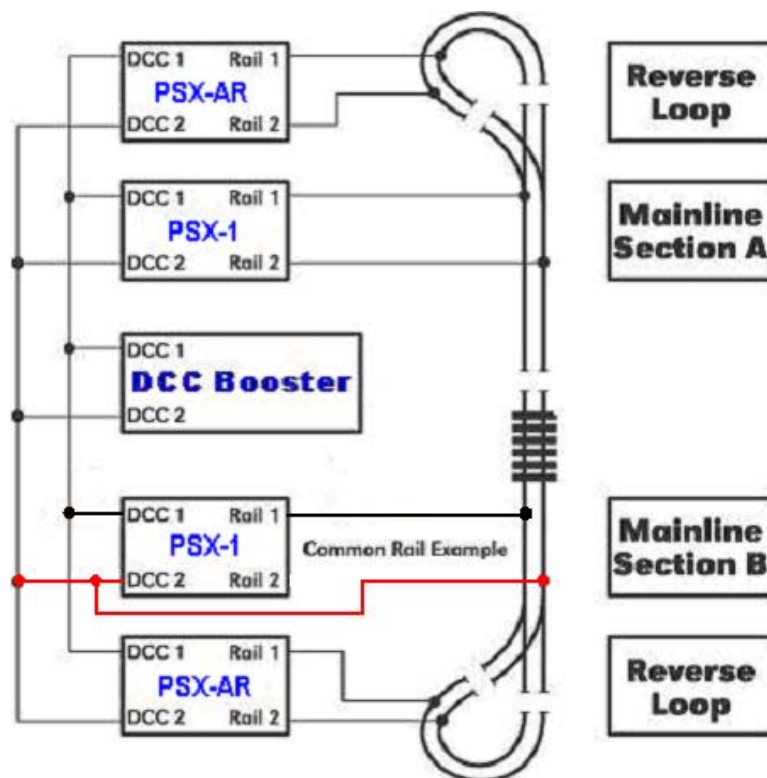 DCC 1 Rail 1
PSX-AR
DCC 2 Rail 2
Reverse
Loop
DCC 1 Rail 1
PSX-1
DCC 2 Rail 2
Mainline
Section A
DCC 1
DCC Booster
DCC 2
DCC 1 Rail 1
PSX-1
DCC 2 Rail 2
Common Rail Example
Mainline
Section B
DCC 1 Rail 1
PSX-AR
DCC 2 Rail 2
Reverse
Loop